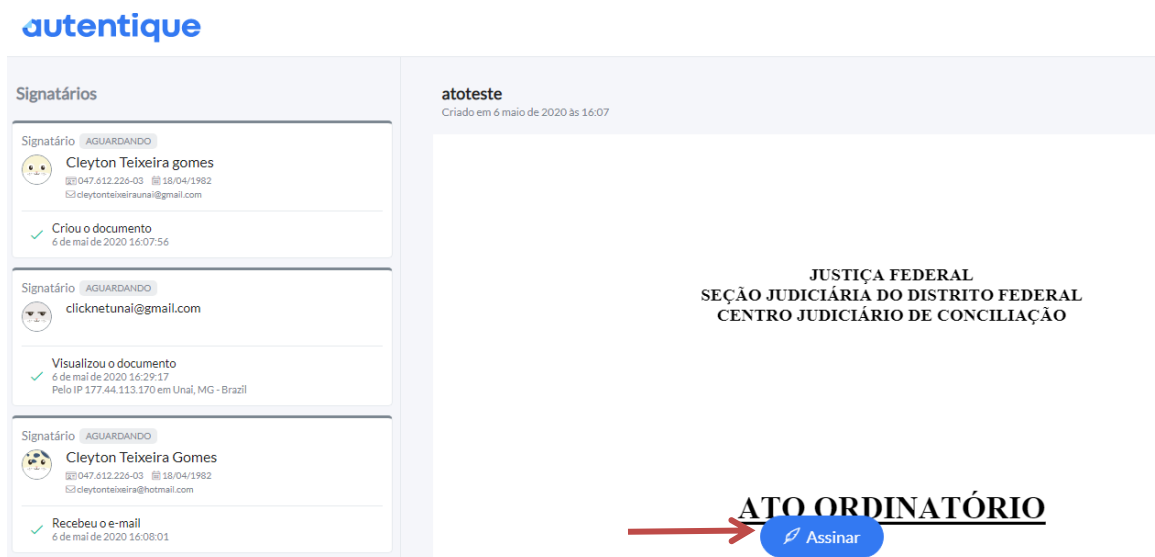 autentique
Signatários
Signatário AGUARDANDO
Cleyton Teixeira gomes
047.612.226-03 18/04/1982
cleytonteixeiraunai@gmail.com
Criou o documento
6 de mai de 2020 16:07:56
Signatário AGUARDANDO
clicknetunai@gmail.com
Visualizou o documento
6 de mai de 2020 16:29:17
Pelo IP 177.44.113.170 em Unaí, MG - Brazil
Signatário AGUARDANDO
Cleyton Teixeira Gomes
047.612.226-03 18/04/1982
cleytonteixeira@hotmail.com
Recebeu o e-mail
6 de mai de 2020 16:08:01
atoteste
Criado em 6 maio de 2020 às 16:07
JUSTIÇA FEDERAL
SEÇÃO JUDICIÁRIA DO DISTRITO FEDERAL
CENTRO JUDICIÁRIO DE CONCILIAÇÃO
ATO ORDINATÓRIO
Assinar